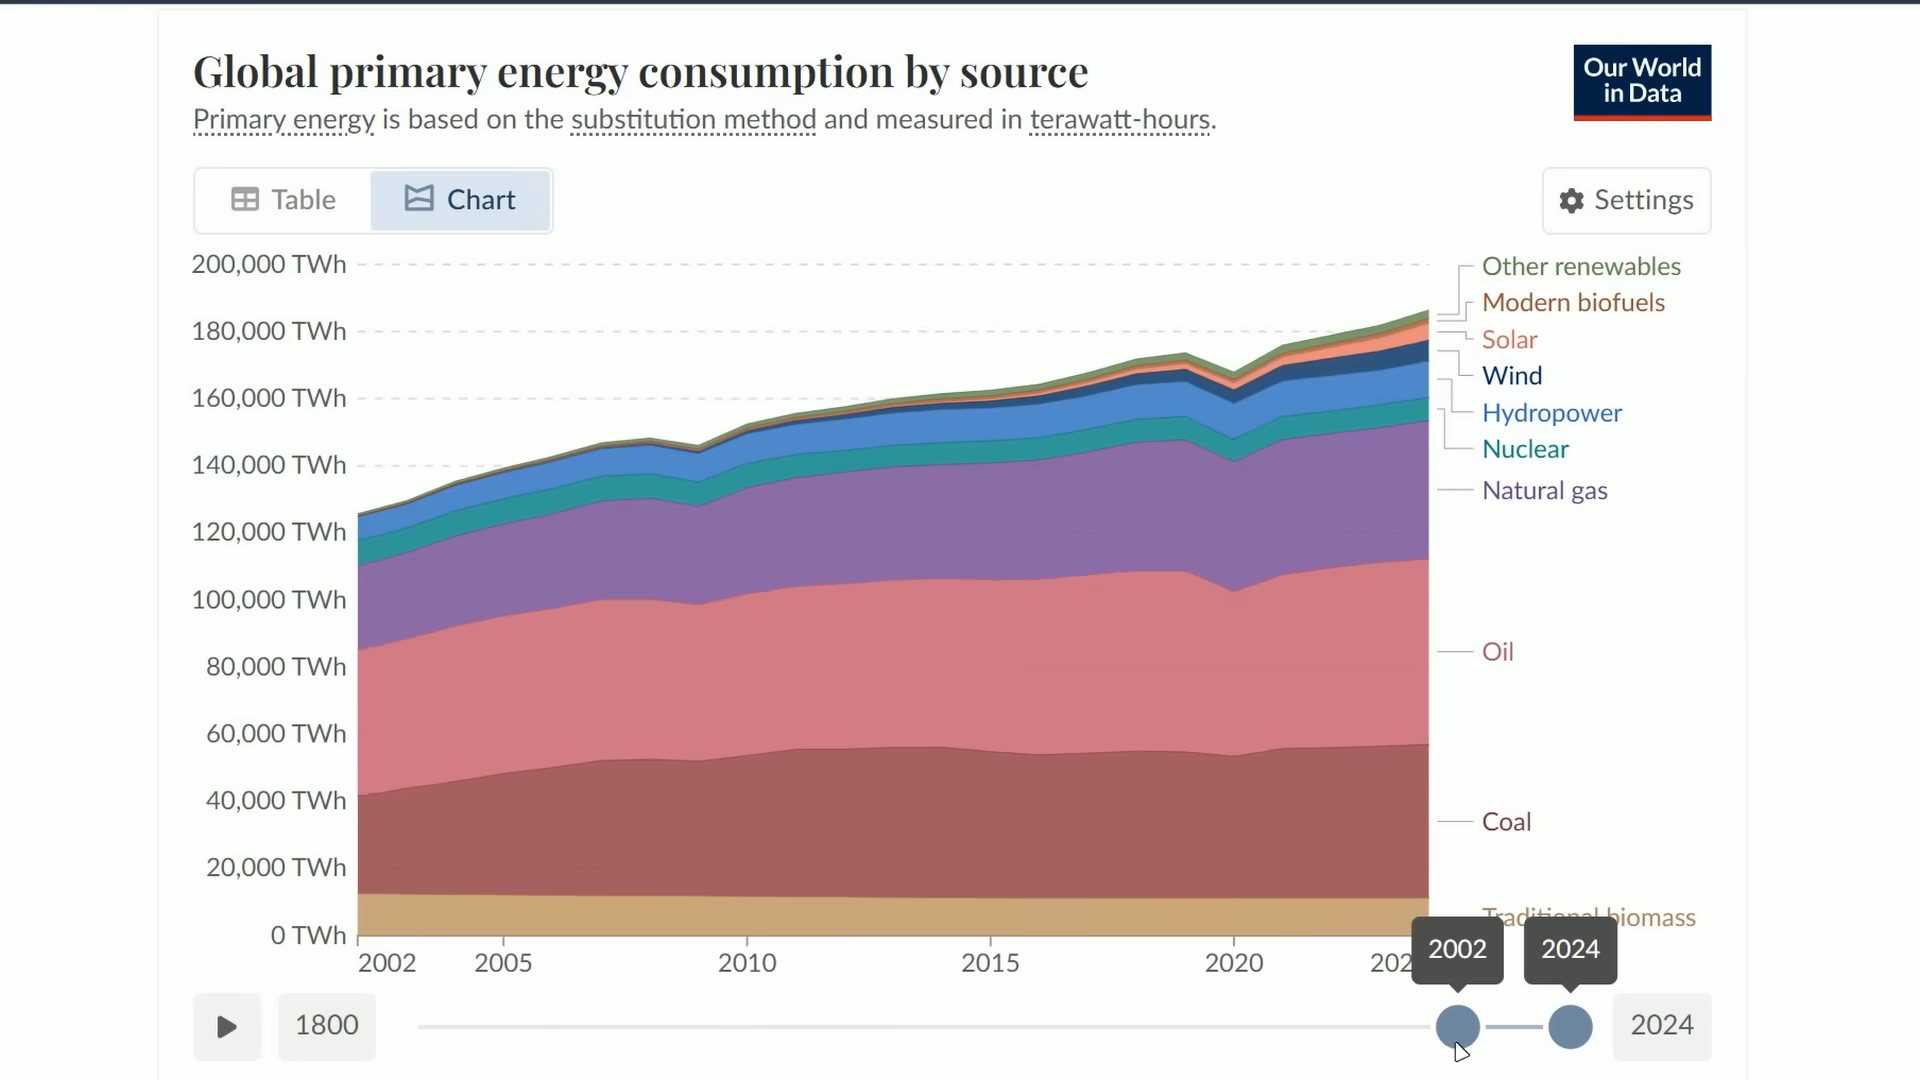 Global primary energy consumption by source
Our World
in Data
Primary energy is based on the substitution method and measured in terawatt-hours.
Table
Chart
Settings
200,000 TWh
180,000 TWh
160,000 TWh
140,000 TWh
120,000 TWh
100,000 TWh
80,000 TWh
60,000 TWh
40,000 TWh
20,000 TWh
0 TWh
Other renewables
Modern biofuels
Solar
Wind
Hydropower
Nuclear
Natural gas
Oil
Coal
Traditional biomass
2002
2005
2010
2015
2020
202
2002
2024
1800
2024